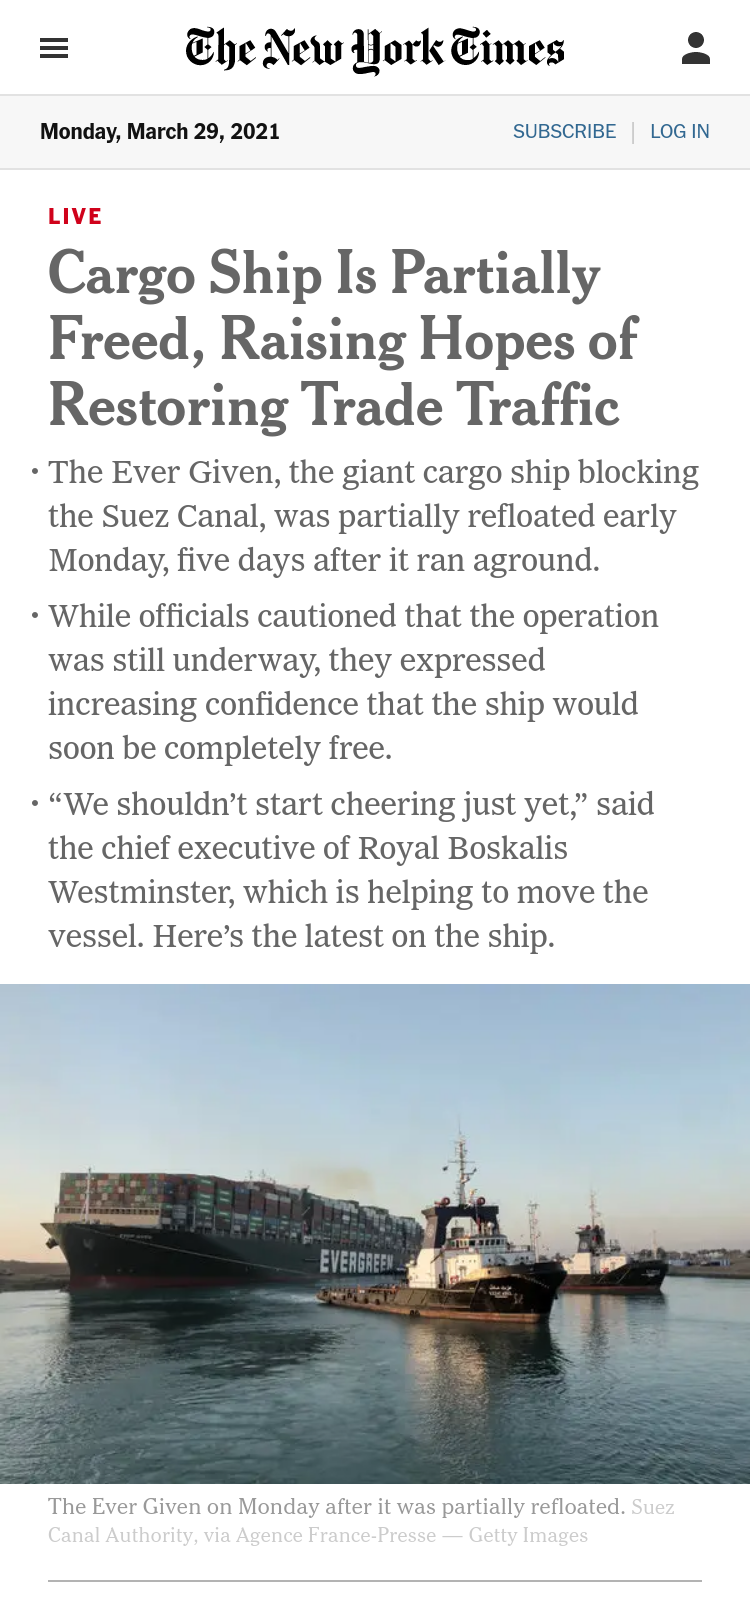 The New York Times
Monday, March 29, 2021
SUBSCRIBE | LOG IN
LIVE
Cargo Ship Is Partially
Freed, Raising Hopes of
Restoring Trade Traffic
• The Ever Given, the giant cargo ship blocking
the Suez Canal, was partially refloated early
Monday, five days after it ran aground.
• While officials cautioned that the operation
was still underway, they expressed
increasing confidence that the ship would
soon be completely free.
• “We shouldn’t start cheering just yet,” said
the chief executive of Royal Boskalis
Westminster, which is helping to move the
vessel. Here’s the latest on the ship.
EVERGREEN
The Ever Given on Monday after it was partially refloated. Suez
Canal Authority, via Agence France-Presse — Getty Images